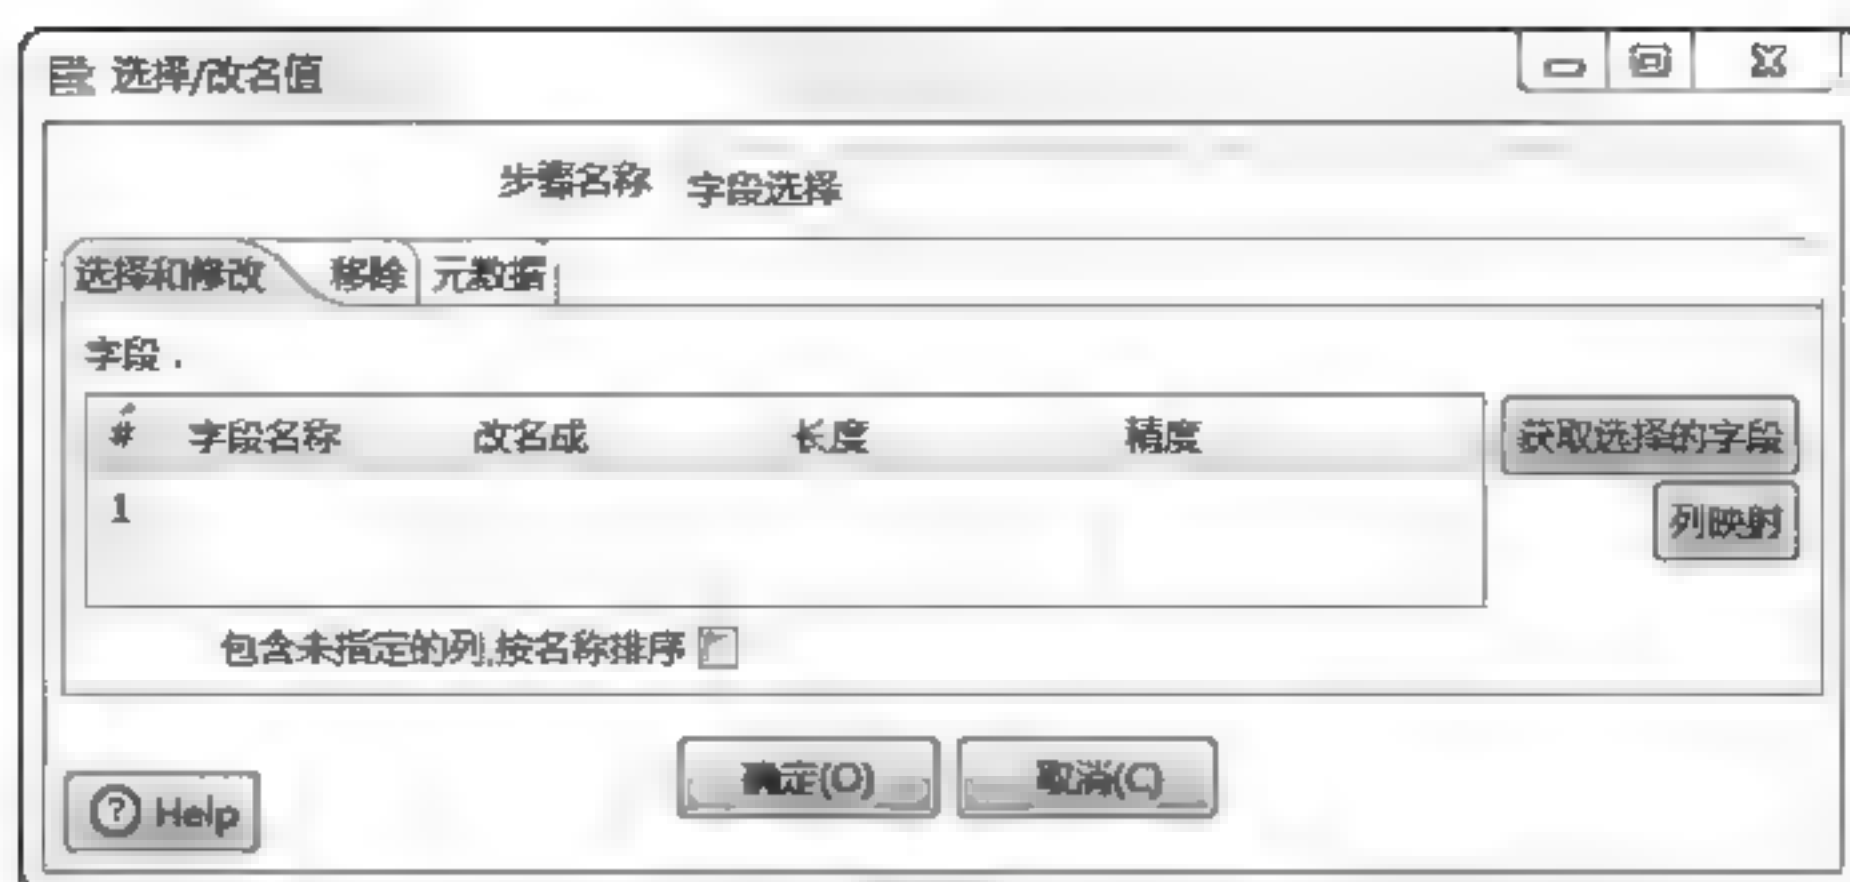 选择/改名值
步骤名称 字段选择
选择和修改 移除 元数据
字段 .
# 字段名称 改名成 长度 精度 获取选择的字段
1
列映射
包含未指定的列,按名称排序
确定(O) 取消(C)
Help